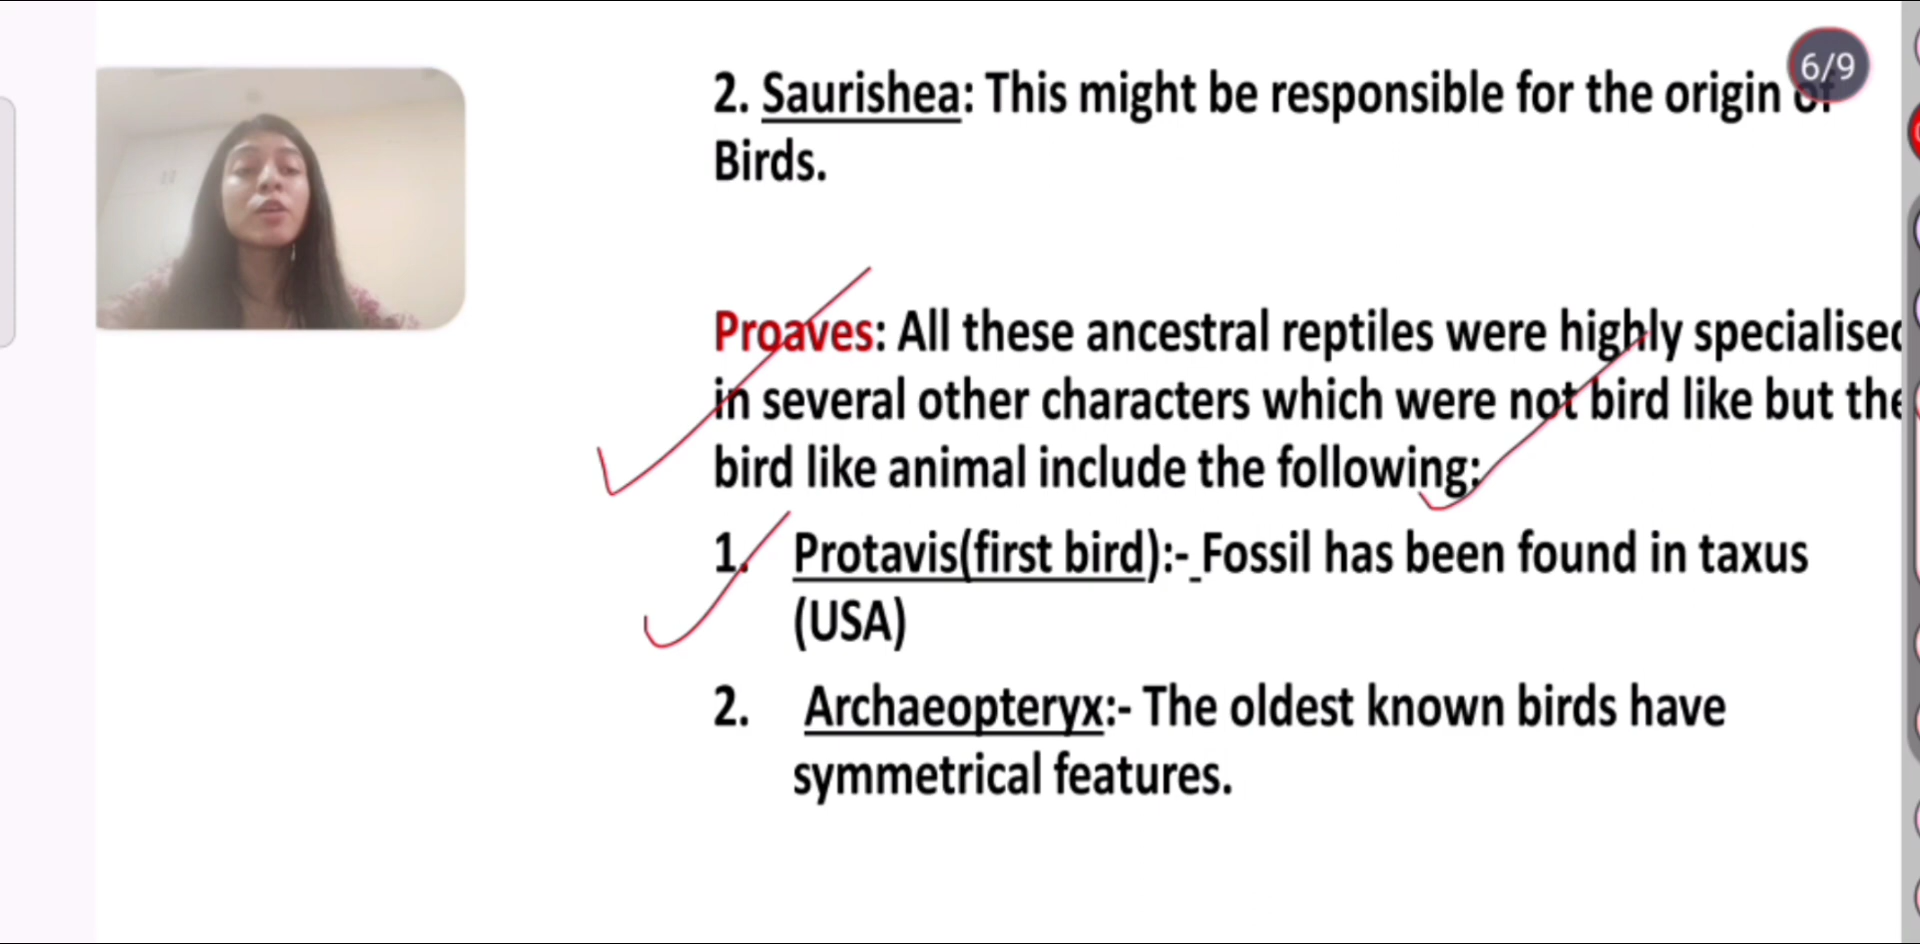 6/9
2. Saurishea: This might be responsible for the origin of
Birds.
Proaves: All these ancestral reptiles were highly specialised
in several other characters which were not bird like but the
bird like animal include the following:
1. Protavis(first bird):- Fossil has been found in taxus
(USA)
2. Archaeopteryx:- The oldest known birds have
symmetrical features.